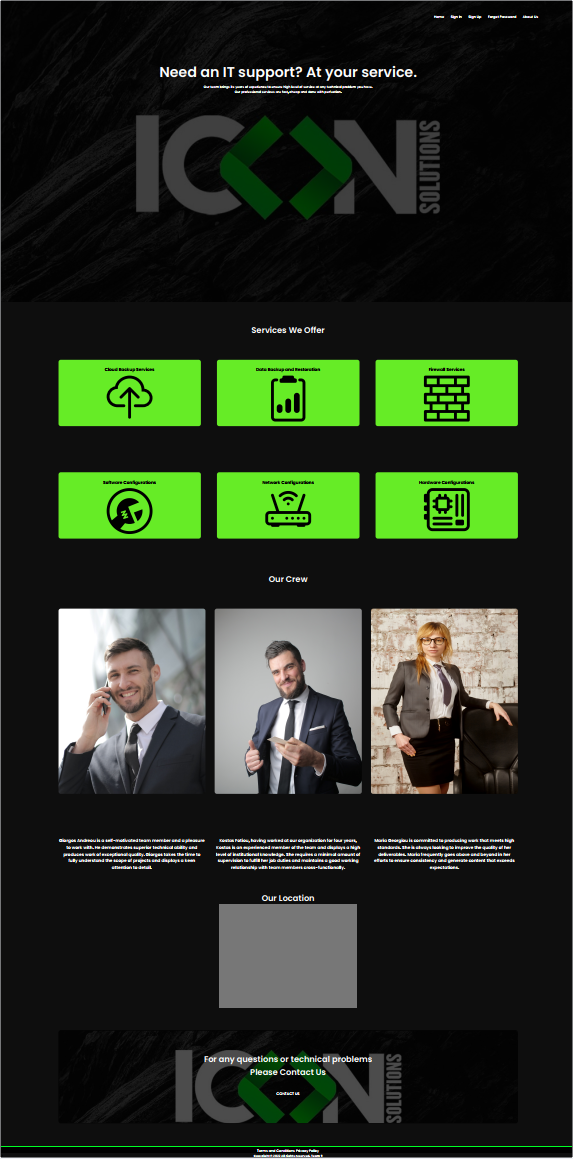 Home Sign In Sign Up Forgot Password About Us
Need an IT support? At your service.
Our team brings 5+ years of experience to ensure high level of service at any technical problem you have.
Our professional services are fast, cheap and done with perfection.
ICON SOLUTIONS
Services We Offer
Cloud Backup Services
Data Backup and Restoration
Firewall Services
Software Configurations
Network Configurations
Hardware Configurations
Our Crew
Giorgos Andreou is a self-motivated team member and a pleasure
to work with. He demonstrates superior technical ability and
produces work of exceptional quality. Giorgos takes the time to
fully understand the scope of projects and displays a keen
attention to detail.
Kostas Fotiou, having worked at our organization for four years,
Kostas is an experienced member of the team and displays a high
level of institutional knowledge. She requires a minimal amount of
supervision to fulfill her job duties and maintains a good working
relationship with team members cross-functionally.
Maria Georgiou is committed to producing work that meets high
standards. She is always looking to improve the quality of her
deliverables. Maria frequently goes above and beyond in her
efforts to ensure consistency and generate content that exceeds
expectations.
Our Location
For any questions or technical problems
Please Contact Us
CONTACT US
ICON SOLUTIONS
Terms and Conditions Privacy Policy
All rights reserved.